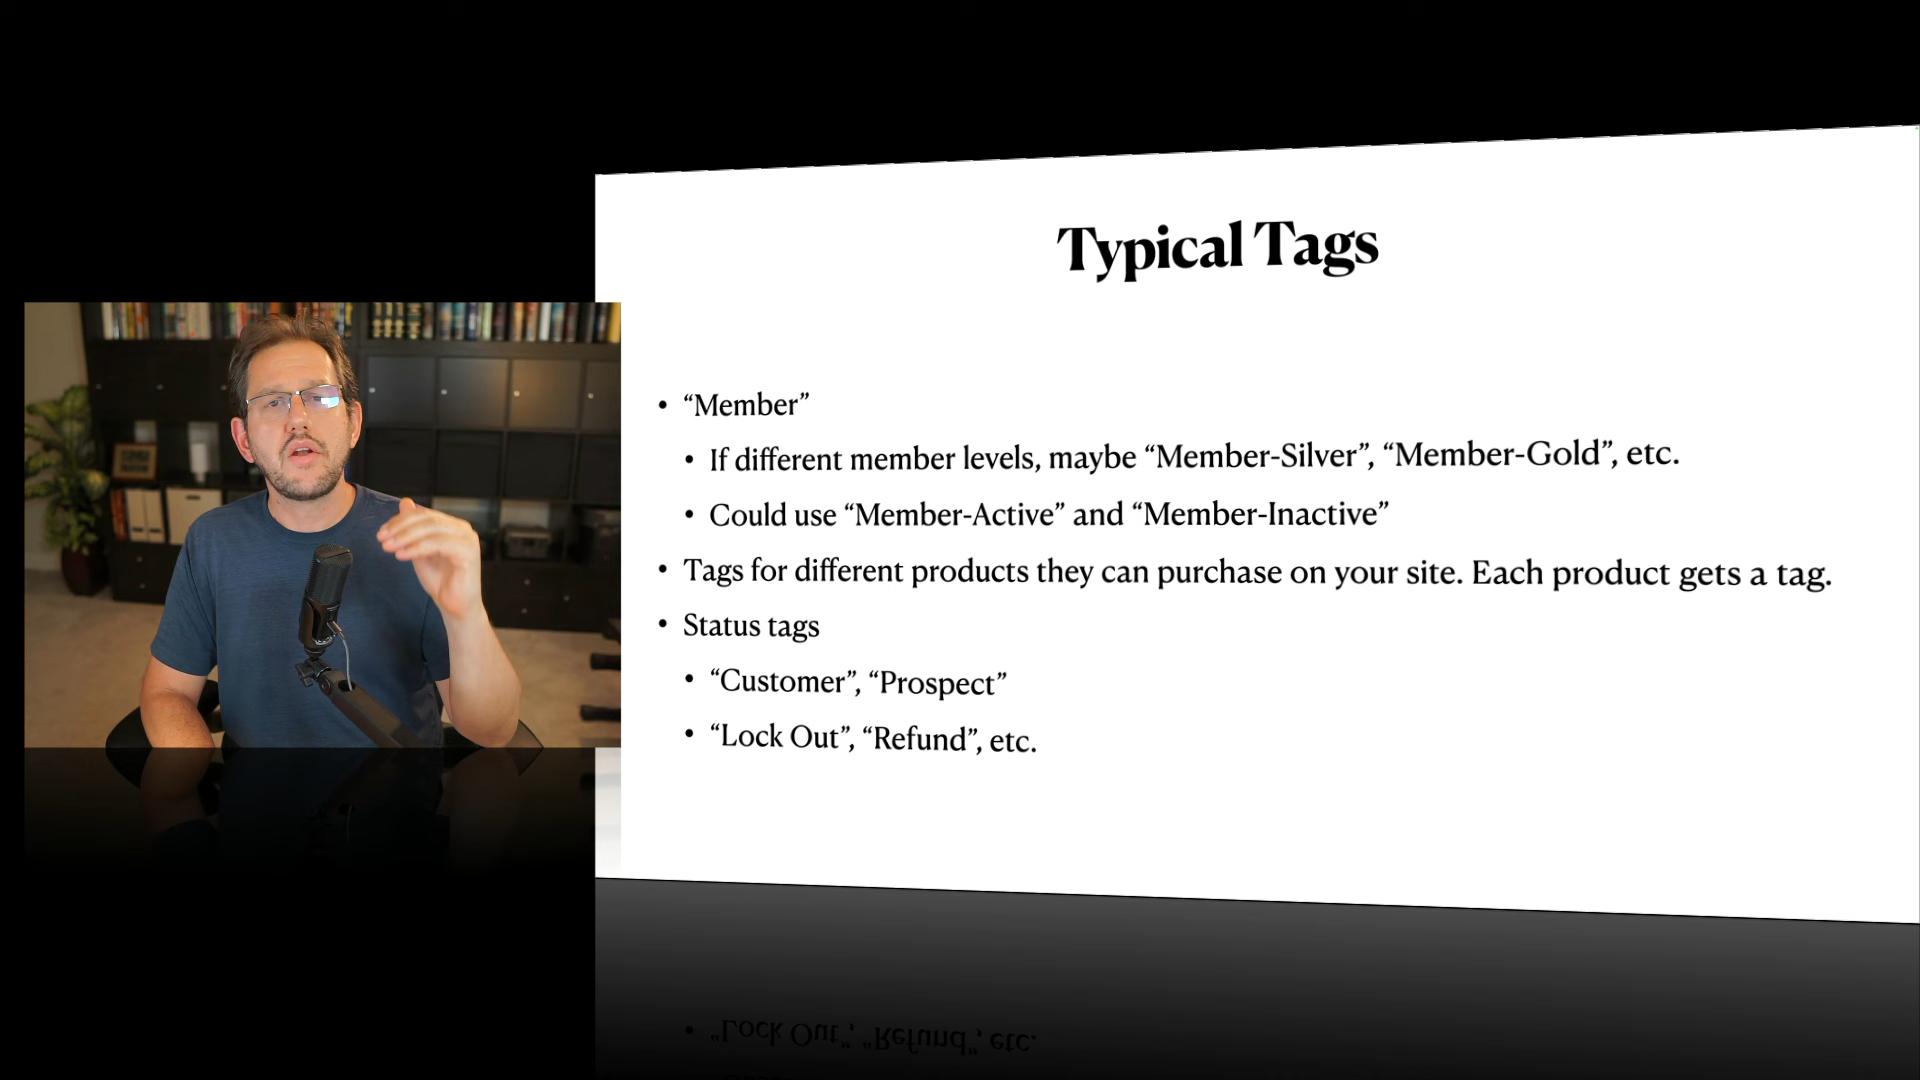 Typical Tags
• “Member”
• If different member levels, maybe “Member-Silver”, “Member-Gold”, etc.
• Could use “Member-Active” and “Member-Inactive”
• Tags for different products they can purchase on your site. Each product gets a tag.
• Status tags
• “Customer”, “Prospect”
• “Lock Out”, “Refund”, etc.